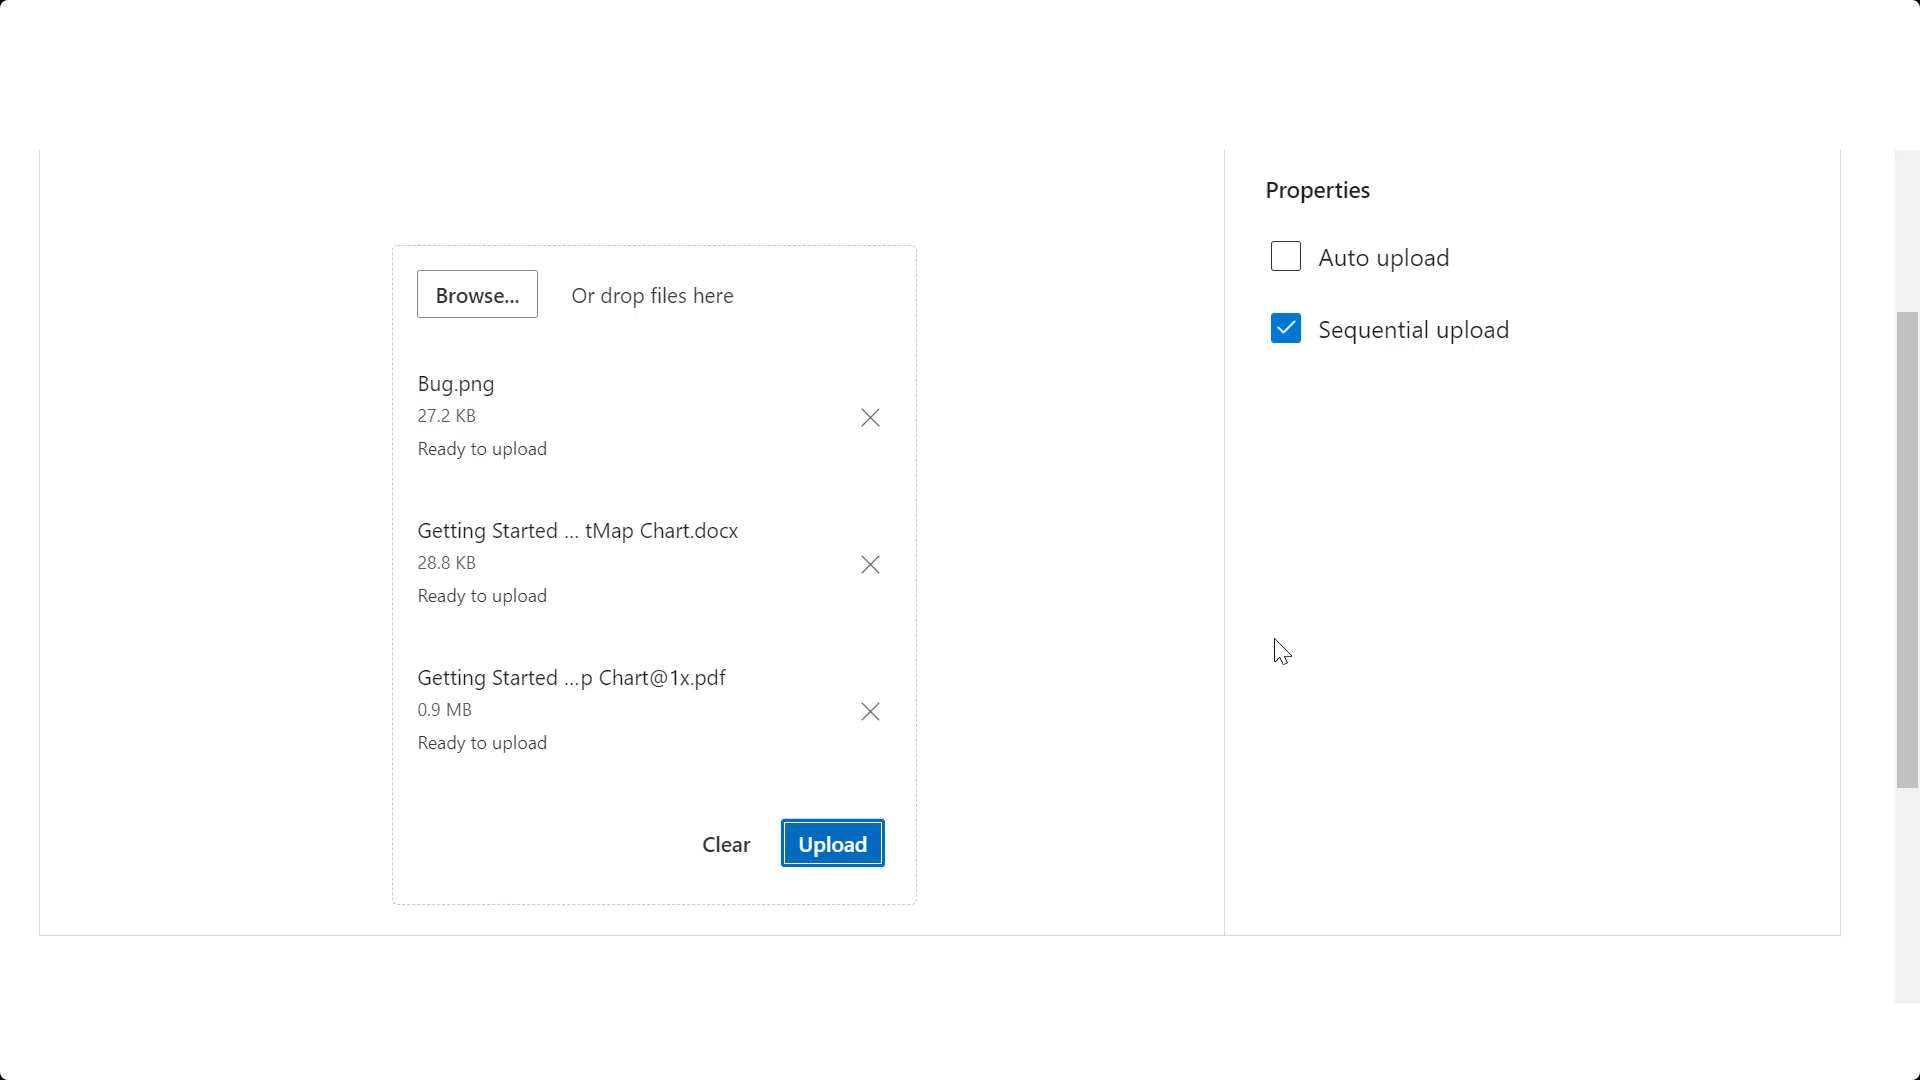 Properties
Auto upload
Sequential upload
Browse...
Or drop files here
Bug.png
27.2 KB
Ready to upload
Getting Started ... tMap Chart.docx
28.8 KB
Ready to upload
Getting Started ...p Chart@1x.pdf
0.9 MB
Ready to upload
Clear
Upload